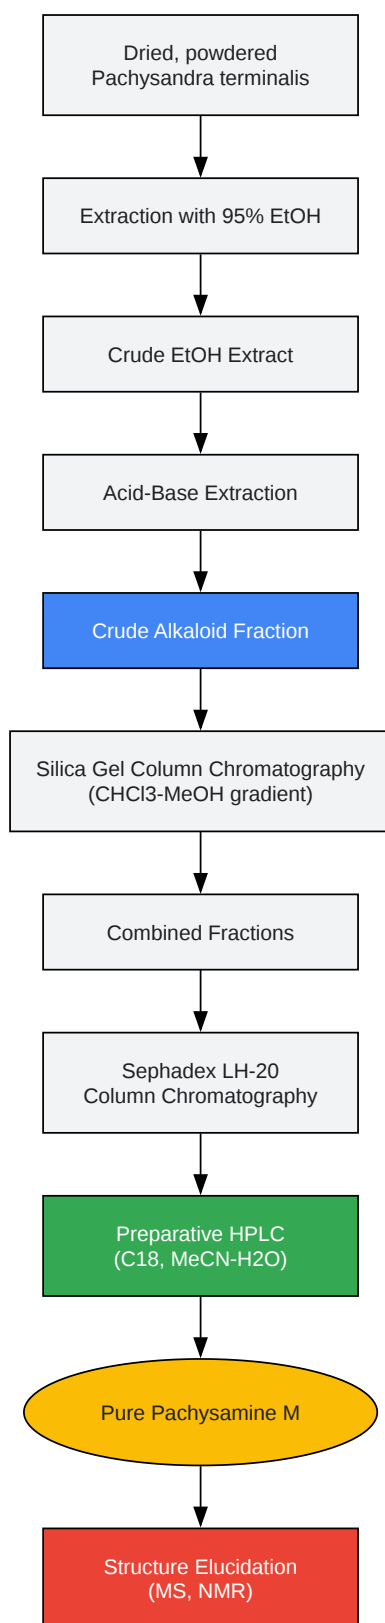 Dried, powdered
Pachysandra terminalis
Extraction with 95% EtOH
Crude EtOH Extract
Acid-Base Extraction
Crude Alkaloid Fraction
Silica Gel Column Chromatography
(CHCl3-MeOH gradient)
Combined Fractions
Sephadex LH-20
Column Chromatography
Preparative HPLC
(C18, MeCN-H2O)
Pure Pachysamine M
Structure Elucidation
(MS, NMR)